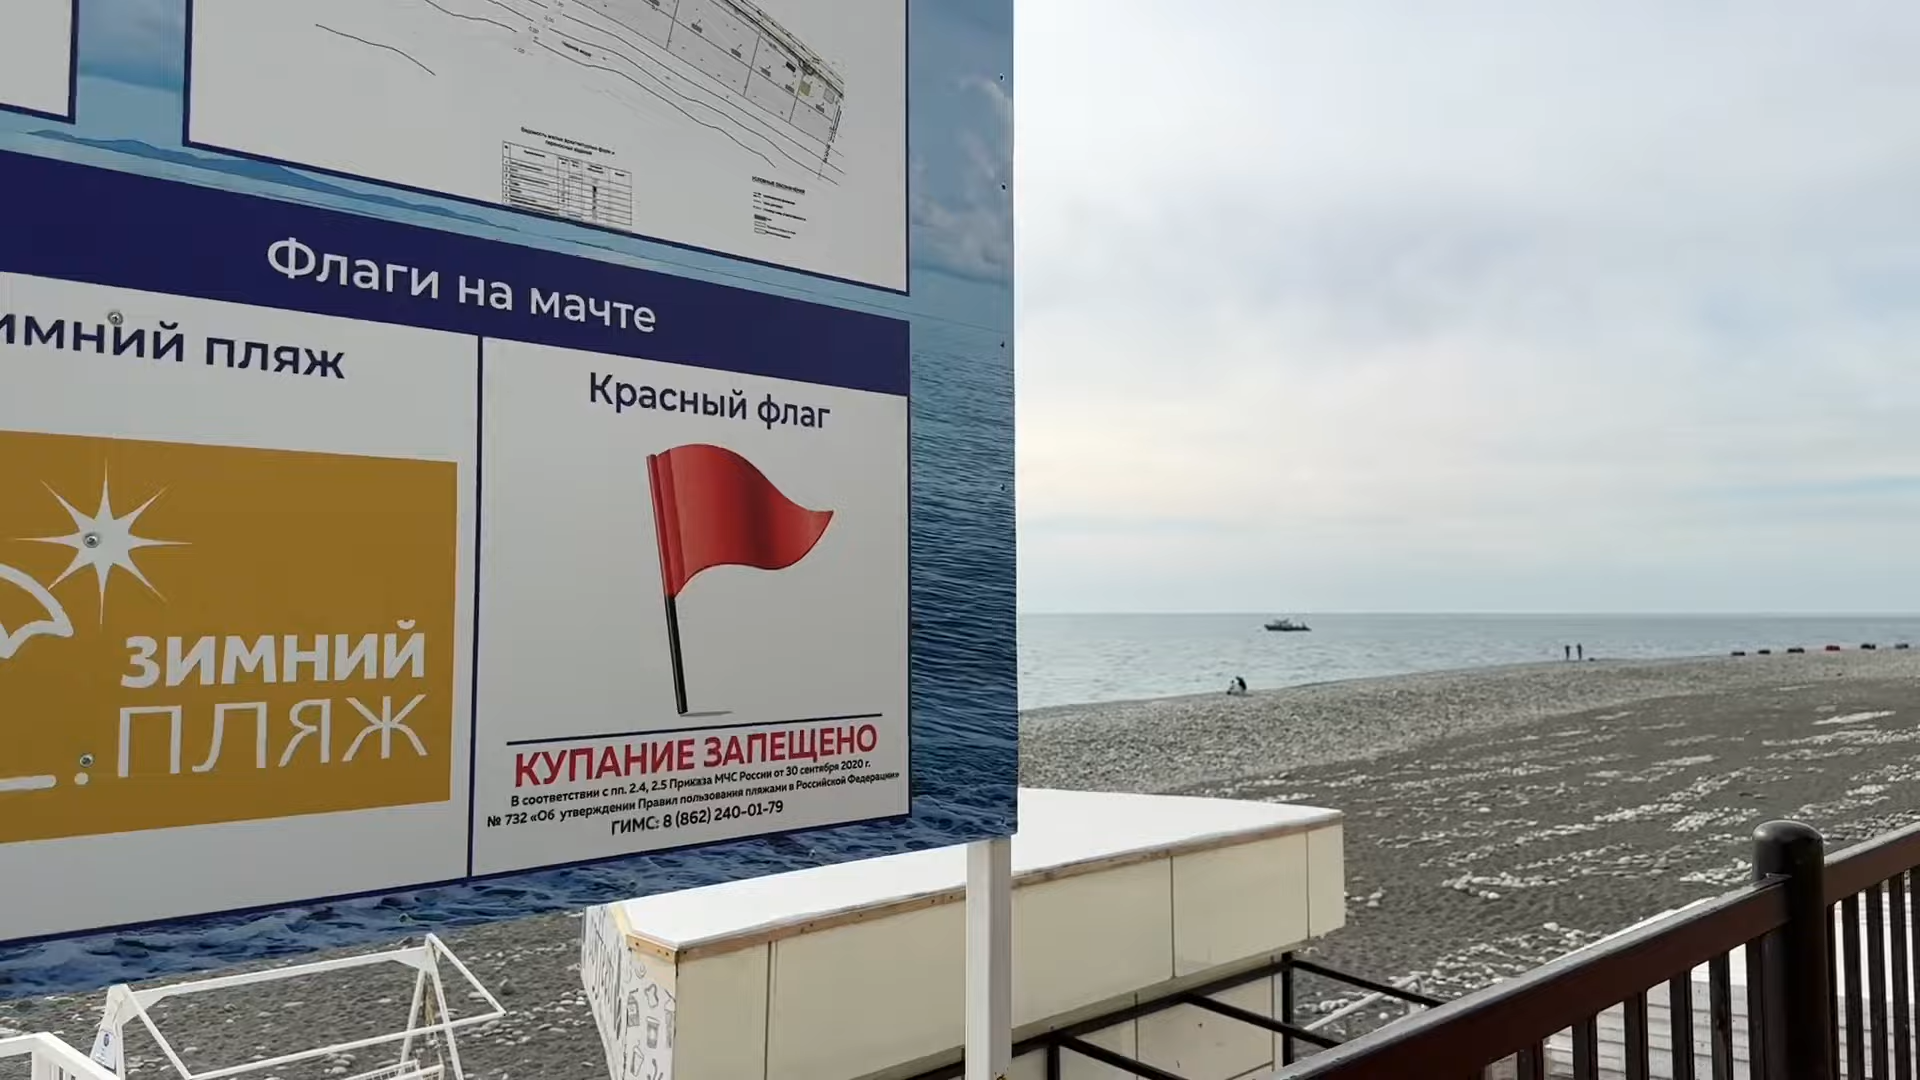 Флаги на мачте
имний пляж
Красный флаг
ЗИМНИЙ
ПЛЯЖ
КУПАНИЕ ЗАПЕЩЕНО
В соответствии с пп. 2.4, 2.5 Приказа МЧС России от 30 сентября 2020 г.
№ 732 «Об утверждении Правил пользования пляжами в Российской Федерации»
ГИМС: 8 (862) 240-01-79